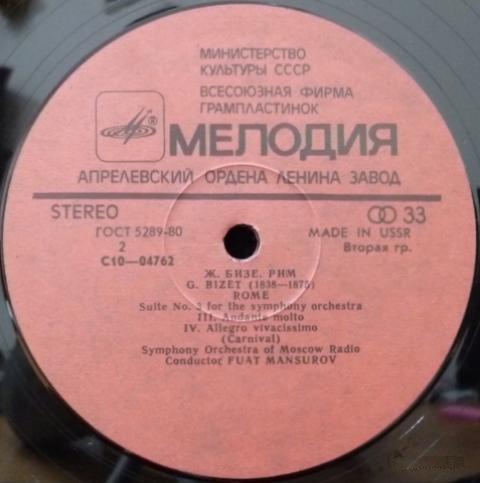 МИНИСТЕРСТВО
КУЛЬТУРЫ СССР
ВСЕСОЮЗНАЯ ФИРМА
ГРАМПЛАСТИНОК
МЕЛОДИЯ
АПРЕЛЕВСКИЙ ОРДЕНА ЛЕНИНА ЗАВОД
STEREO 33
ГОСТ 5289-80 MADE IN USSR
2 Вторая гр.
С10—04762
Ж. БИЗЕ. РИМ
G. BIZET (1838—1875)
ROME
Suite No. 3 for the symphony orchestra
III. Andante molto
IV. Allegro vivacissimo
(Carnival)
Symphony Orchestra of Moscow Radio
Conductor FUAT MANSUROV